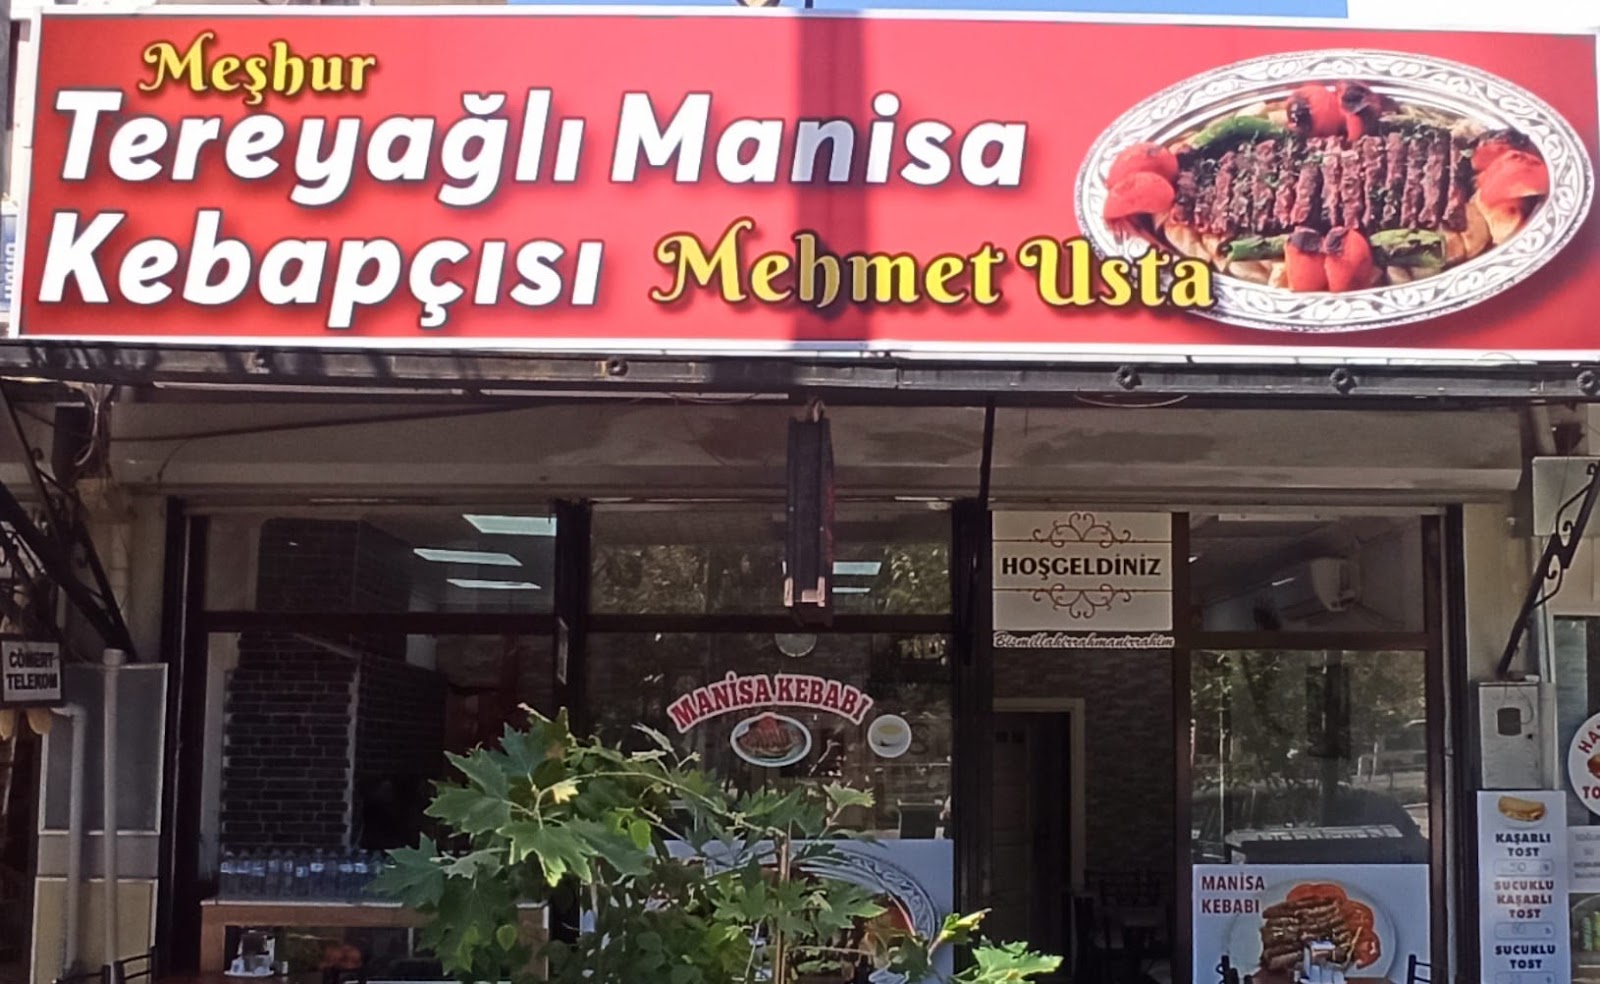 Meşhur
Tereyağlı Manisa
Kebapçısı Mehmet Usta
HOŞGELDİNİZ
Bismillahirrahmanirrahim
CÖMERT
TELEKOM
MANİSA KEBABI
MANİSA
KEBABI
KAŞARLI
TOST
SUCUKLU
KAŞARLI
TOST
SUCUKLU
TOST